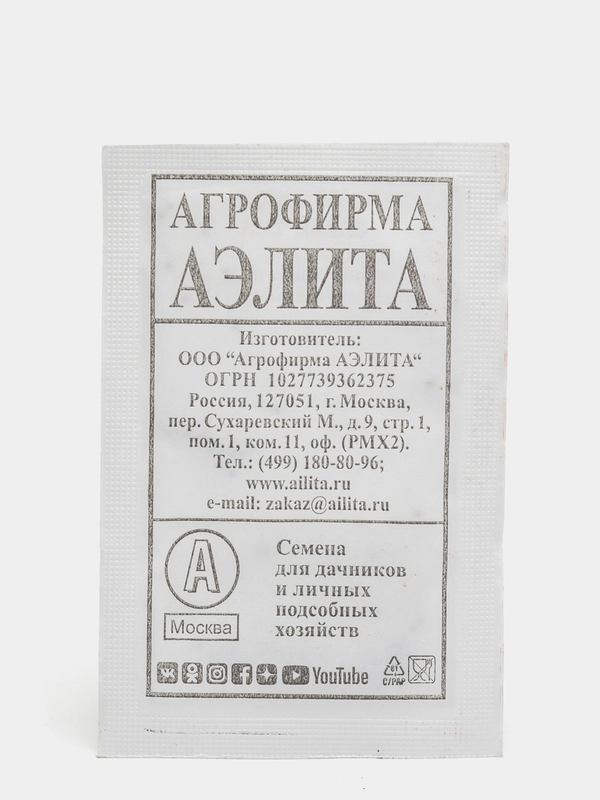 АГРОФИРМА
АЭЛИТА
Изготовитель:
ООО “Агрофирма АЭЛИТА“
ОГРН 1027739362375
Россия, 127051, г. Москва,
пер. Сухаревский М., д. 9, стр. 1,
пом. 1, ком. 11, оф. (РМХ2).
Тел.: (499) 180-80-96;
www.ailita.ru
e-mail: zakaz@ailita.ru
А
Москва
Семена
для дачников
и личных
подсобных
хозяйств
YouTube
81
C/PAP